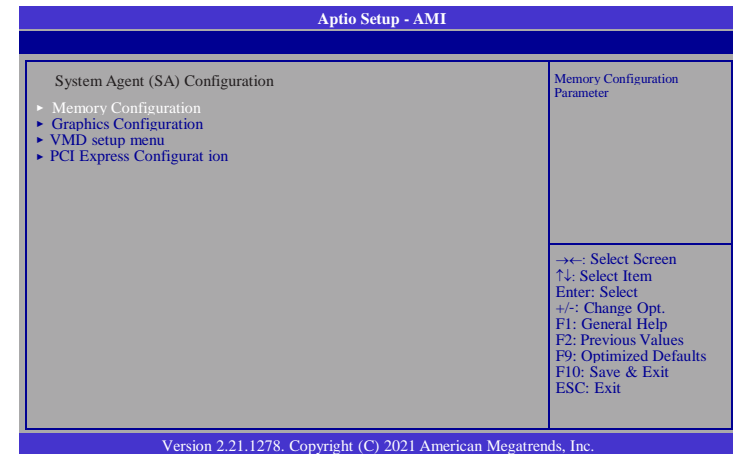 Aptio Setup - AMI
System Agent (SA) Configuration
► Memory Configuration
► Graphics Configuration
► VMD setup menu
► PCI Express Configurat ion
Memory Configuration
Parameter
→←: Select Screen
↑↓: Select Item
Enter: Select
+/-: Change Opt.
F1: General Help
F2: Previous Values
F9: Optimized Defaults
F10: Save & Exit
ESC: Exit
Version 2.21.1278. Copyright (C) 2021 American Megatrends, Inc.